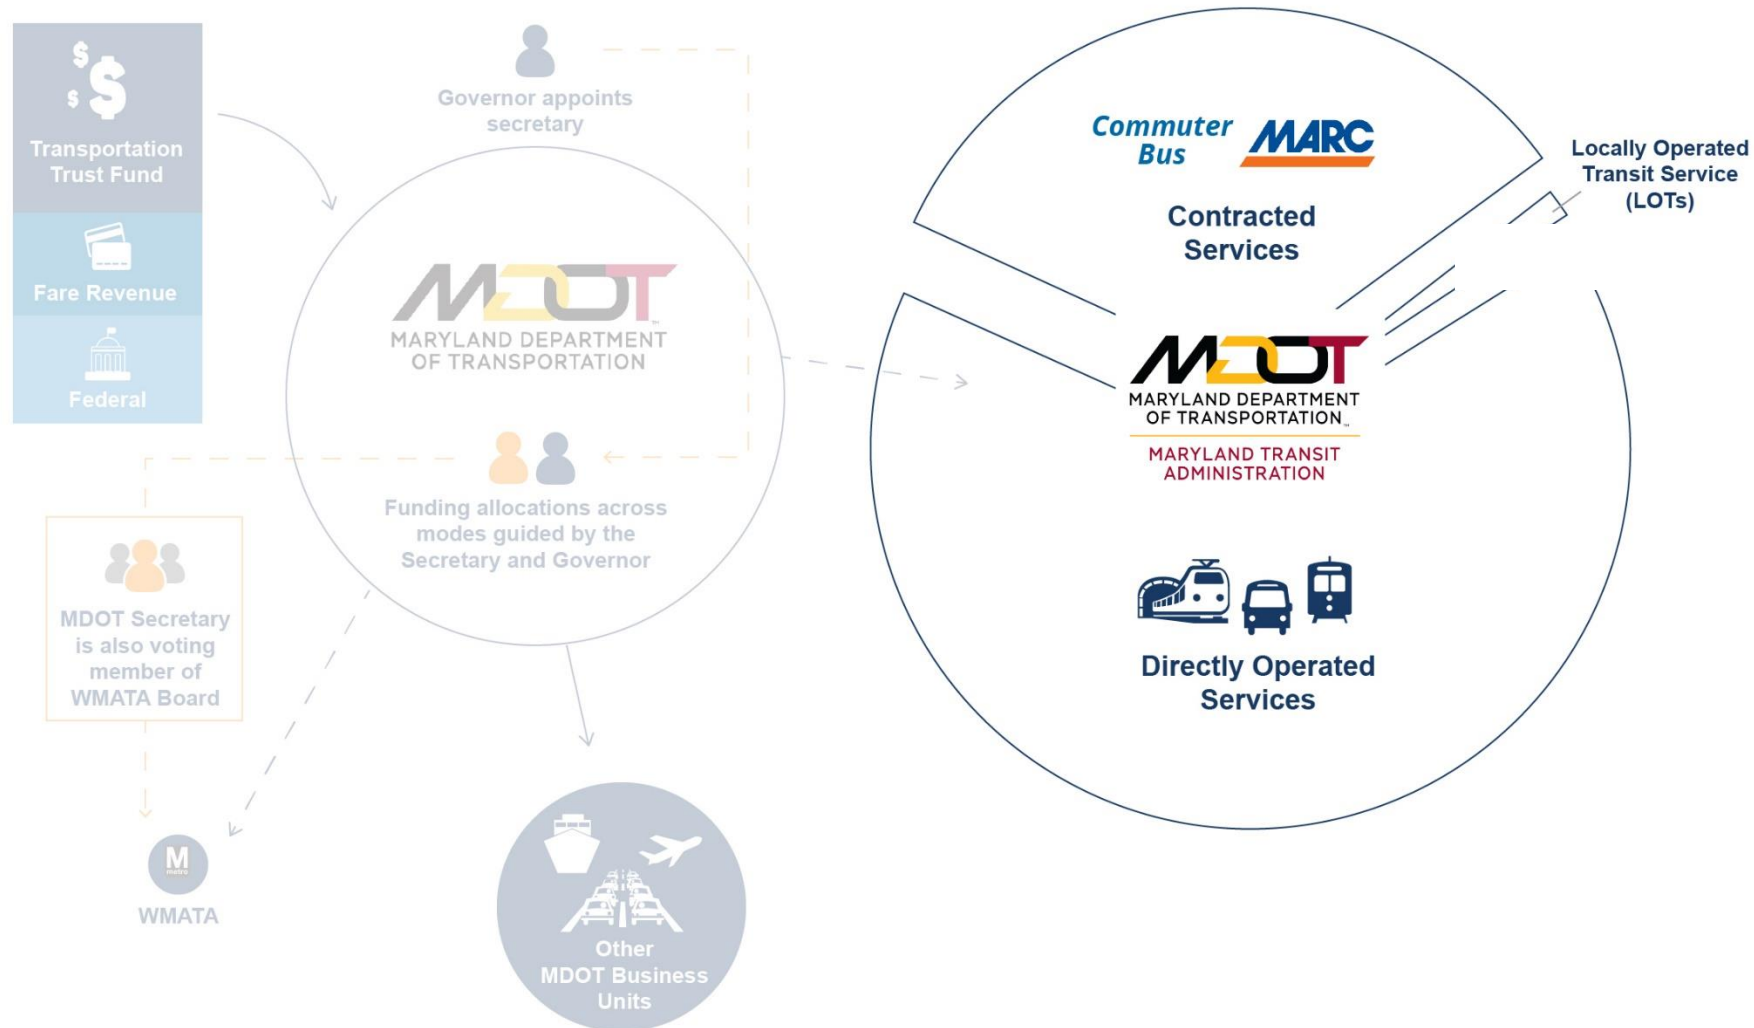 $
$
$
Transportation
Trust Fund
Fare Revenue
Federal
Governor appoints
secretary
MDOT
MARYLAND DEPARTMENT
OF TRANSPORTATION
Funding allocations across
modes guided by the
Secretary and Governor
MDOT Secretary
is also voting
member of
WMATA Board
M
metro
WMATA
Other
MDOT Business
Units
Commuter
Bus
MARC
Contracted
Services
Locally Operated
Transit Service
(LOTs)
MDOT
MARYLAND DEPARTMENT
OF TRANSPORTATION
MARYLAND TRANSIT
ADMINISTRATION
Directly Operated
Services